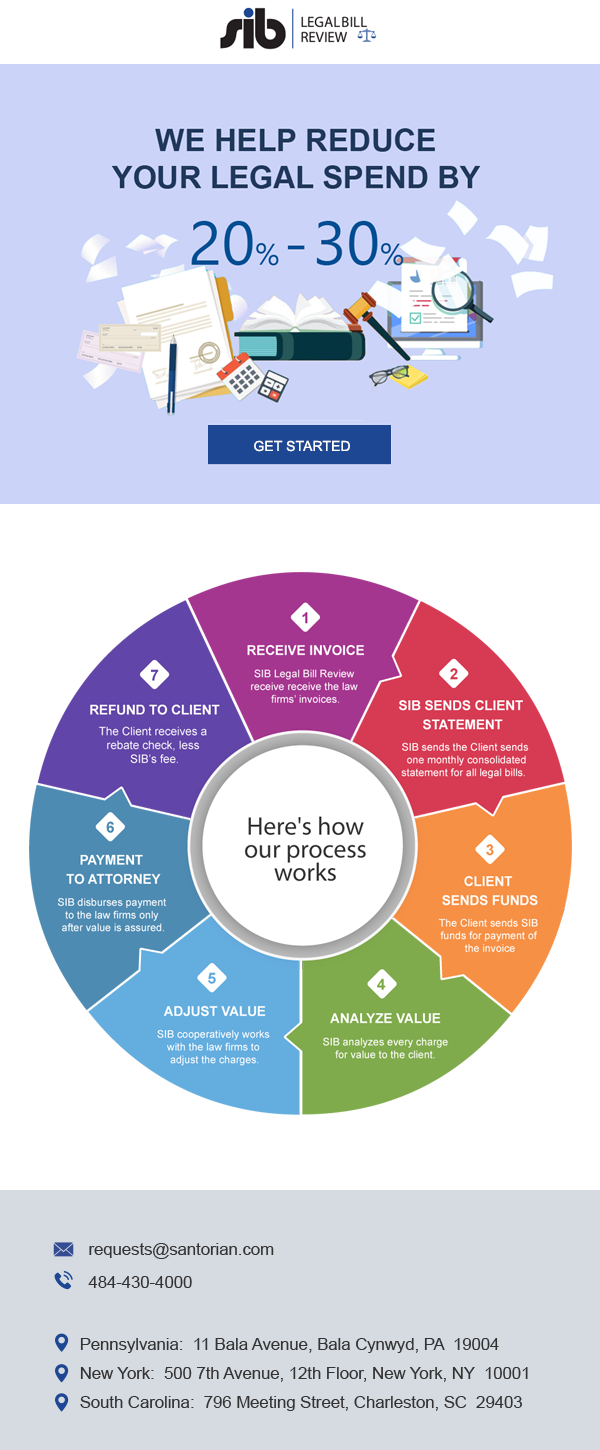 sib
LEGAL BILL
REVIEW
WE HELP REDUCE
YOUR LEGAL SPEND BY
20% - 30%
GET STARTED
1
RECEIVE INVOICE
SIB Legal Bill Review
receive receive the law
firms' invoices.
2
SIB SENDS CLIENT
STATEMENT
SIB sends the Client sends
one monthly consolidated
statement for all legal bills.
3
CLIENT
SENDS FUNDS
The Client sends SIB
funds for payment of
the invoice
4
ANALYZE VALUE
SIB analyzes every charge
for value to the client.
5
ADJUST VALUE
SIB cooperatively works
with the law firms to
adjust the charges.
6
PAYMENT
TO ATTORNEY
SIB disburses payment
to the law firms only
after value is assured.
7
REFUND TO CLIENT
The Client receives a
rebate check, less
SIB's fee.
Here's how
our process
works
requests@santorian.com
484-430-4000
Pennsylvania: 11 Bala Avenue, Bala Cynwyd, PA 19004
New York: 500 7th Avenue, 12th Floor, New York, NY 10001
South Carolina: 796 Meeting Street, Charleston, SC 29403